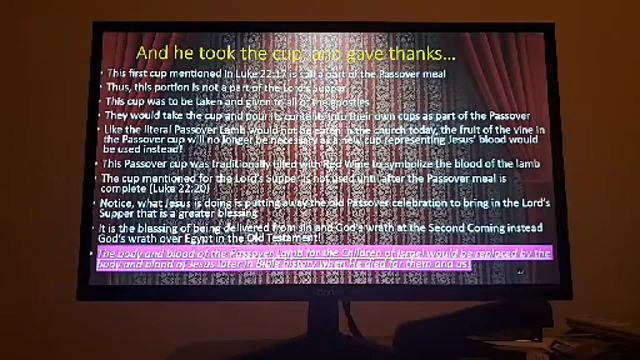 And he took the cup, and gave thanks...
• This first cup mentioned in Luke 22:17 is still a part of the Passover meal
• Thus, this portion is not a part of the Lord's Supper
• This cup was to be taken and given to all of the apostles
• They would take the cup and pour its contents into their own cups as part of the Passover
• Like the literal Passover Lamb would not be eaten in the church today, the fruit of the vine in
the Passover cup will no longer be necessary as a new cup representing Jesus' blood would
be used instead!
• This Passover cup was traditionally filled with Red Wine to symbolize the blood of the lamb
• The cup mentioned for the Lord's Supper is not used until after the Passover meal is
complete (Luke 22:20)
• Notice, what Jesus is doing is putting away the old Passover celebration to bring in the Lord's
Supper that is a greater blessing
• It is the blessing of being delivered from sin and God's wrath at the Second Coming instead
God's wrath over Egypt in the Old Testament!
• The body and blood of the Passover Lamb for the Children of Israel would be replaced by the
body and blood of Jesus later in Bible history when He died for them and us!